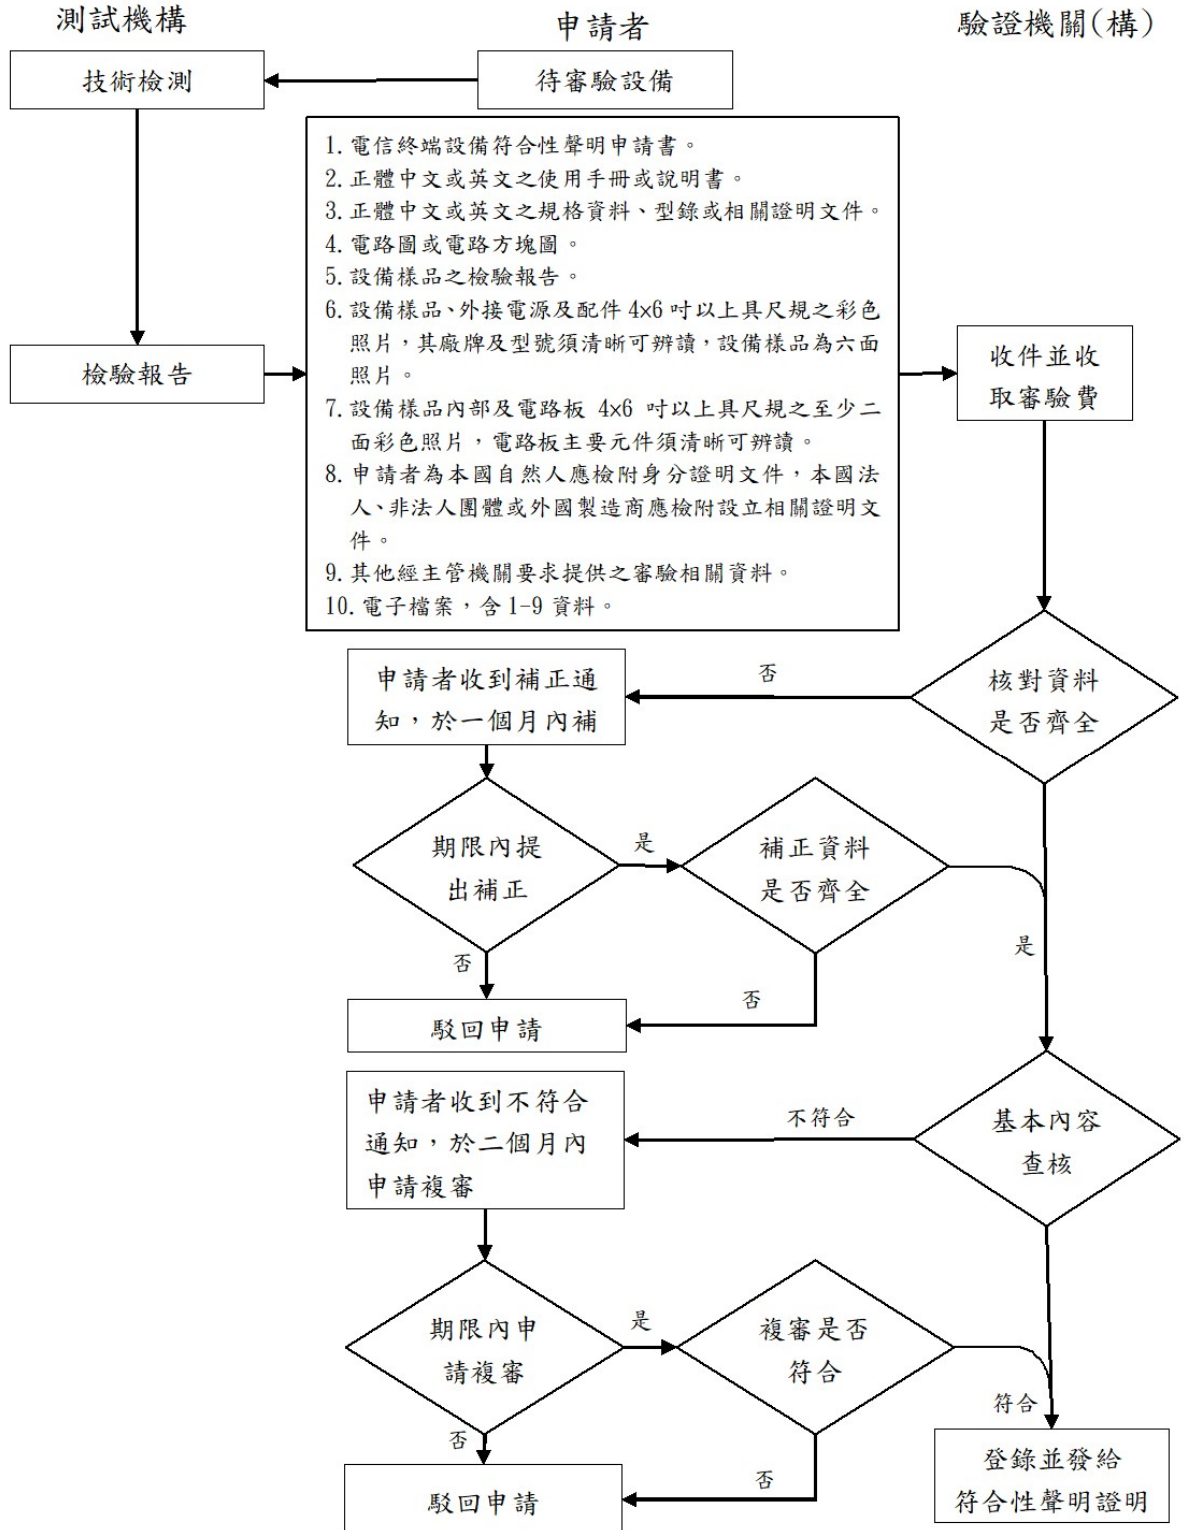 測試機構
申請者
驗證機關(構)
技術檢測
待審驗設備
1. 電信終端設備符合性聲明申請書。
2. 正體中文或英文之使用手冊或說明書。
3. 正體中文或英文之規格資料、型錄或相關證明文件。
4. 電路圖或電路方塊圖。
5. 設備樣品之檢驗報告。
6. 設備樣品、外接電源及配件 4×6 吋以上具尺規之彩色
照片，其廠牌及型號須清晰可辨讀，設備樣品為六面
照片。
7. 設備樣品內部及電路板 4×6 吋以上具尺規之至少二
面彩色照片，電路板主要元件須清晰可辨讀。
8. 申請者為本國自然人應檢附身分證明文件，本國法
人、非法人團體或外國製造商應檢附設立相關證明文
件。
9. 其他經主管機關要求提供之審驗相關資料。
10. 電子檔案，含 1-9 資料。
檢驗報告
收件並收
取審驗費
核對資料
是否齊全
否
申請者收到補正通
知，於一個月內補
期限內提
出補正
是
補正資料
是否齊全
是
否
否
駁回申請
基本內容
查核
不符合
申請者收到不符合
通知，於二個月內
申請複審
期限內申
請複審
是
複審是否
符合
符合
否
否
駁回申請
登錄並發給
符合性聲明證明